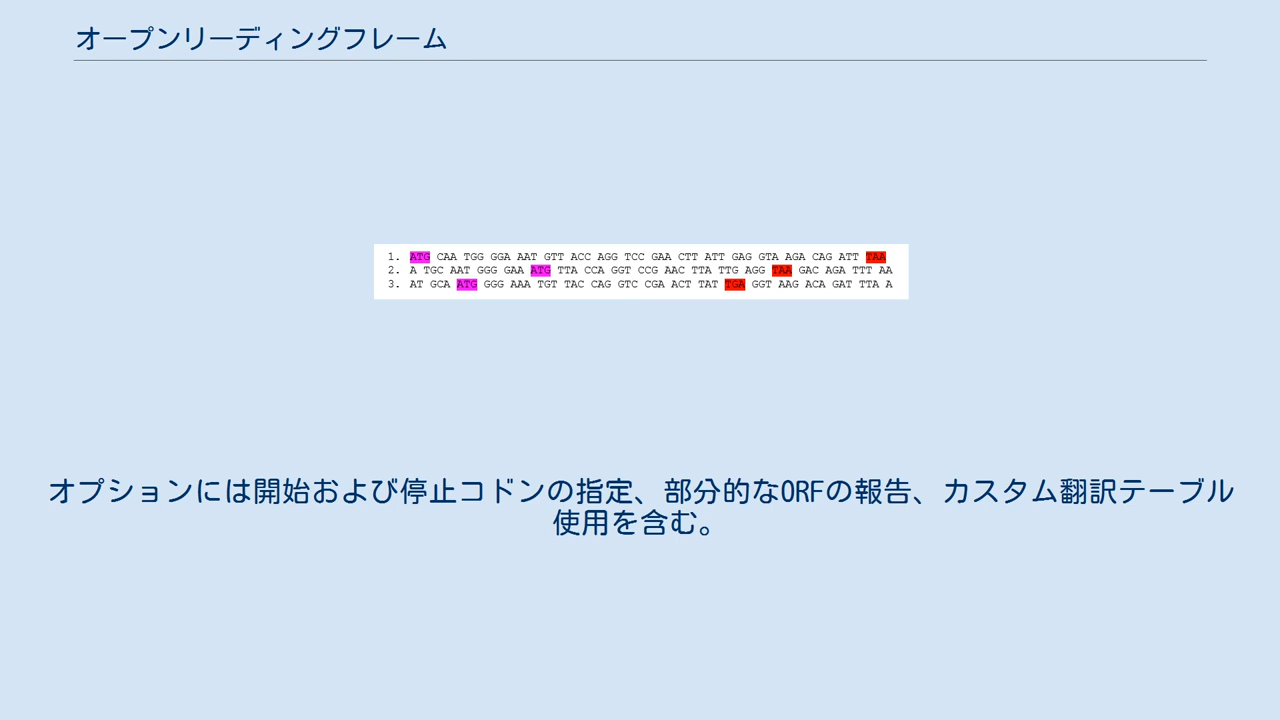 オープンリーディングフレーム
1. ATG CAA TGG GGA AAT GTT ACC AGG TCC GAA CTT ATT GAG GTA AGA CAG ATT TAA
2. A TGC AAT GGG GAA ATG TTA CCA GGT CCG AAC TTA TTG AGG TAA GAC AGA TTT AA
3. AT GCA ATG GGG AAA TGT TAC CAG GTC CGA ACT TAT TGA GGT AAG ACA GAT TTA A
オプションには開始および停止コドンの指定、部分的なORFの報告、カスタム翻訳テーブル
使用を含む。